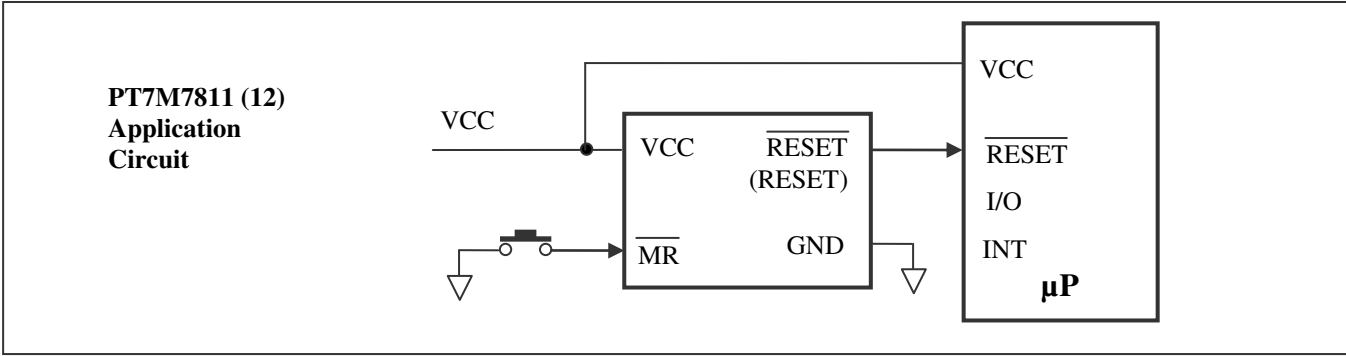 PT7M7811 (12)
Application
Circuit
VCC
VCC
RESET
(RESET)
MR
GND
VCC
RESET
I/O
INT
µP